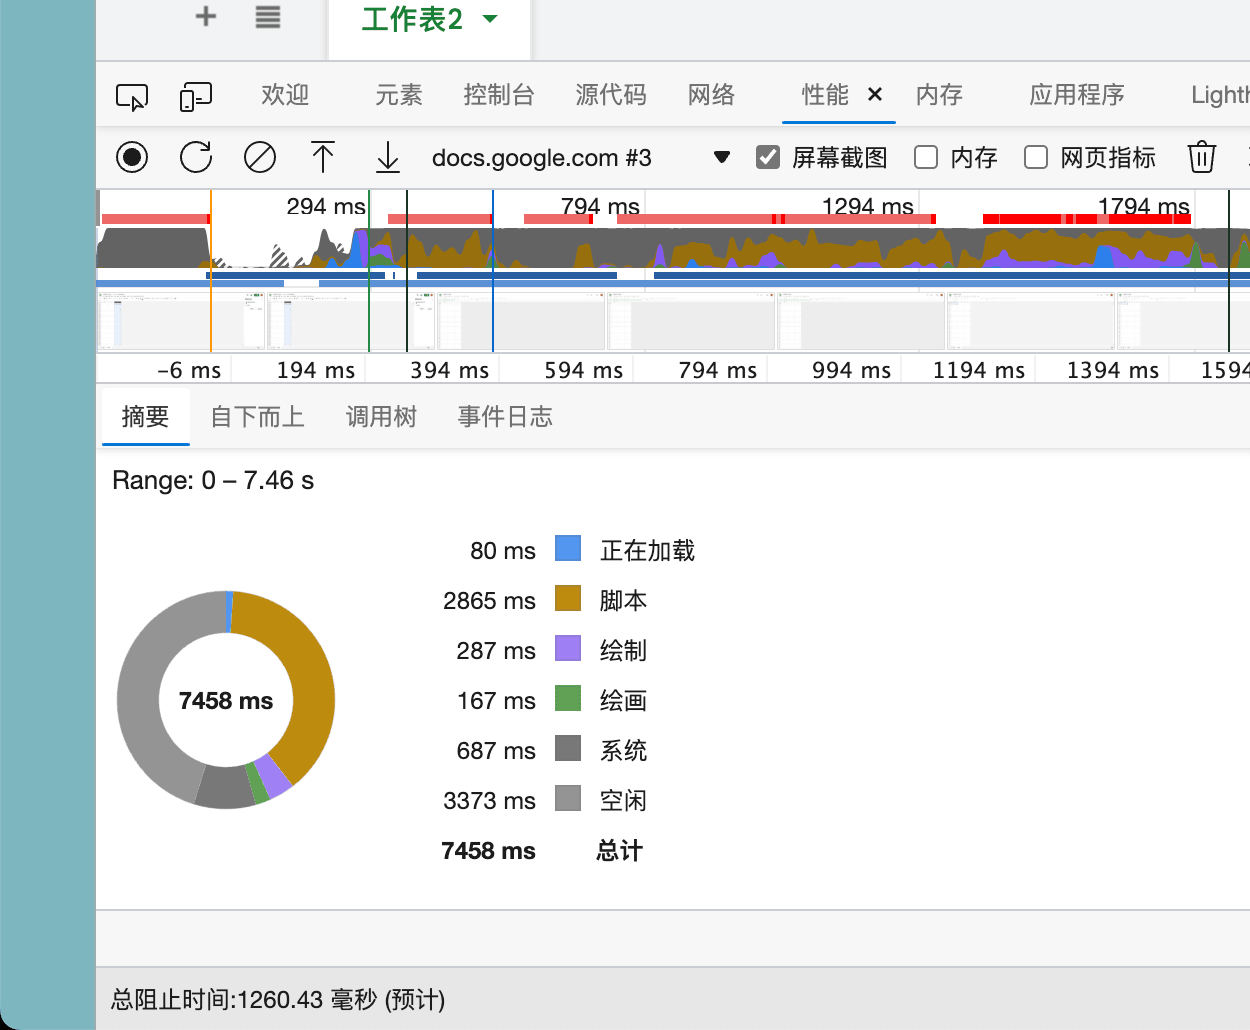 工作表2
欢迎 元素 控制台 源代码 网络 性能 × 内存 应用程序 Lighth
docs.google.com #3 屏幕截图 内存 网页指标
294 ms 794 ms 1294 ms 1794 ms
-6 ms 194 ms 394 ms 594 ms 794 ms 994 ms 1194 ms 1394 ms 1594
摘要 自下而上 调用树 事件日志
Range: 0 – 7.46 s
80 ms 正在加载
2865 ms 脚本
287 ms 绘制
7458 ms
167 ms 绘画
687 ms 系统
3373 ms 空闲
7458 ms 总计
总阻止时间:1260.43 毫秒 (预计)